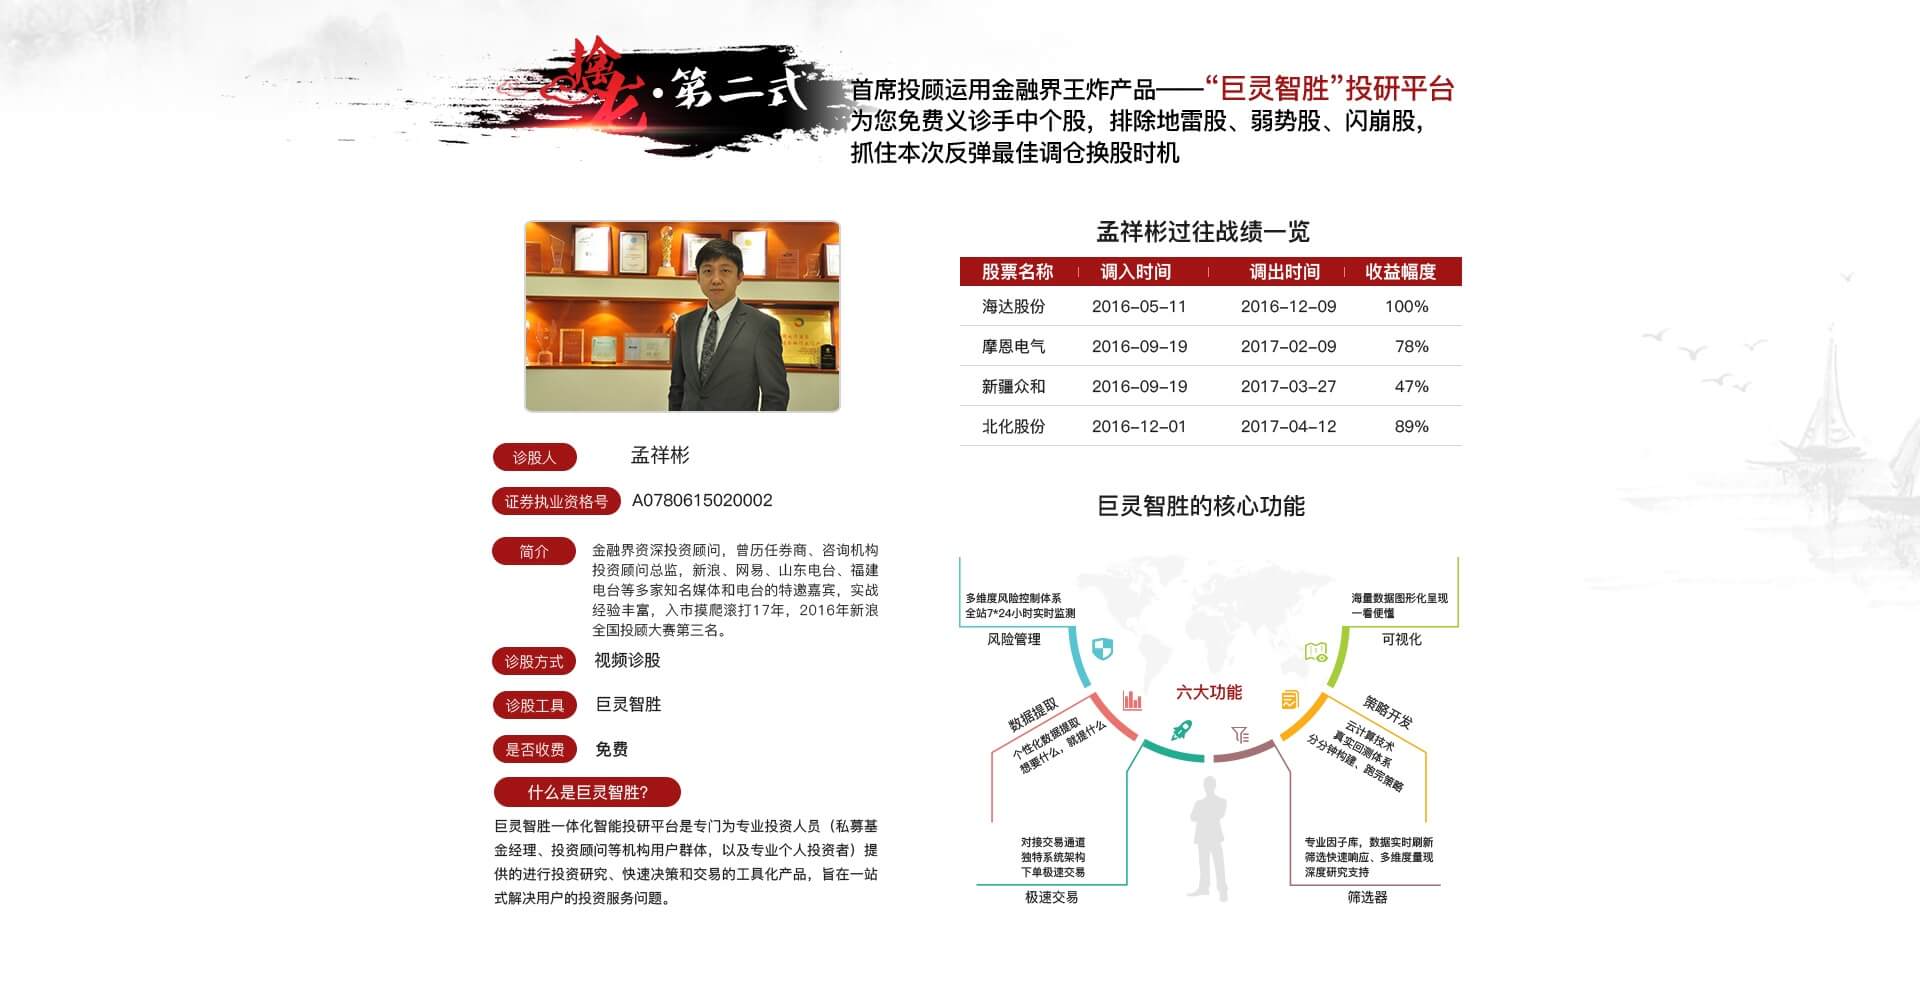 擒龙·第二式
首席投顾运用金融界王炸产品——“巨灵智胜”投研平台
为您免费义诊手中个股，排除地雷股、弱势股、闪崩股，
抓住本次反弹最佳调仓换股时机
诊股人 孟祥彬
证券执业资格号 A0780615020002
简介 金融界资深投资顾问，曾历任券商、咨询机构
投资顾问总监，新浪、网易、山东电台、福建
电台等多家知名媒体和电台的特邀嘉宾，实战
经验丰富，入市摸爬滚打17年，2016年新浪
全国投顾大赛第三名。
诊股方式 视频诊股
诊股工具 巨灵智胜
是否收费 免费
什么是巨灵智胜？
巨灵智胜一体化智能投研平台是专门为专业投资人员（私募基
金经理、投资顾问等机构用户群体，以及专业个人投资者）提
供的进行投资研究、快速决策和交易的工具化产品，旨在一站
式解决用户的投资服务问题。
孟祥彬过往战绩一览
股票名称 调入时间 调出时间 收益幅度
海达股份 2016-05-11 2016-12-09 100%
摩恩电气 2016-09-19 2017-02-09 78%
新疆众和 2016-09-19 2017-03-27 47%
北化股份 2016-12-01 2017-04-12 89%
巨灵智胜的核心功能
多维度风险控制体系
全站7*24小时实时监测
风险管理
海量数据图形化呈现
一看便懂
可视化
六大功能
数据提取
个性化数据提取
想要什么，就提什么
策略开发
云计算技术
真实回测体系
分分钟构建、跑完策略
对接交易通道
独特系统架构
下单极速交易
极速交易
专业因子库，数据实时刷新
筛选快速响应、多维度量现
深度研究支持
筛选器